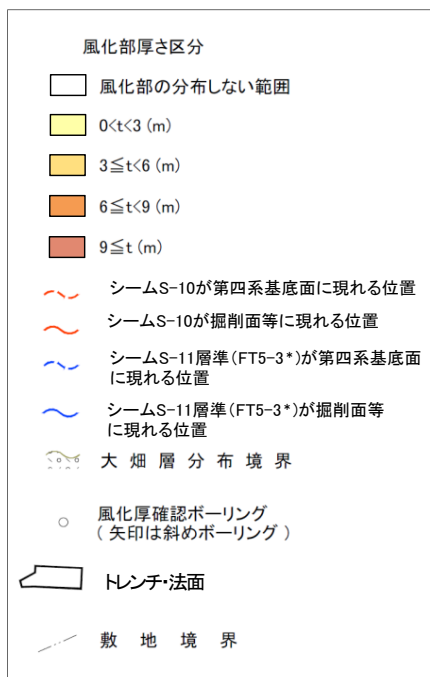 風化部厚さ区分
風化部の分布しない範囲
0<t<3 (m)
3≦t<6 (m)
6≦t<9 (m)
9≦t (m)
シームS-10が第四系基底面に現れる位置
シームS-10が掘削面等に現れる位置
シームS-11層準(FT5-3*)が第四系基底面
に現れる位置
シームS-11層準(FT5-3*)が掘削面等
に現れる位置
大 畑 層 分 布 境 界
風化厚確認ボーリング
( 矢印は斜めボーリング )
トレンチ・法面
敷 地 境 界